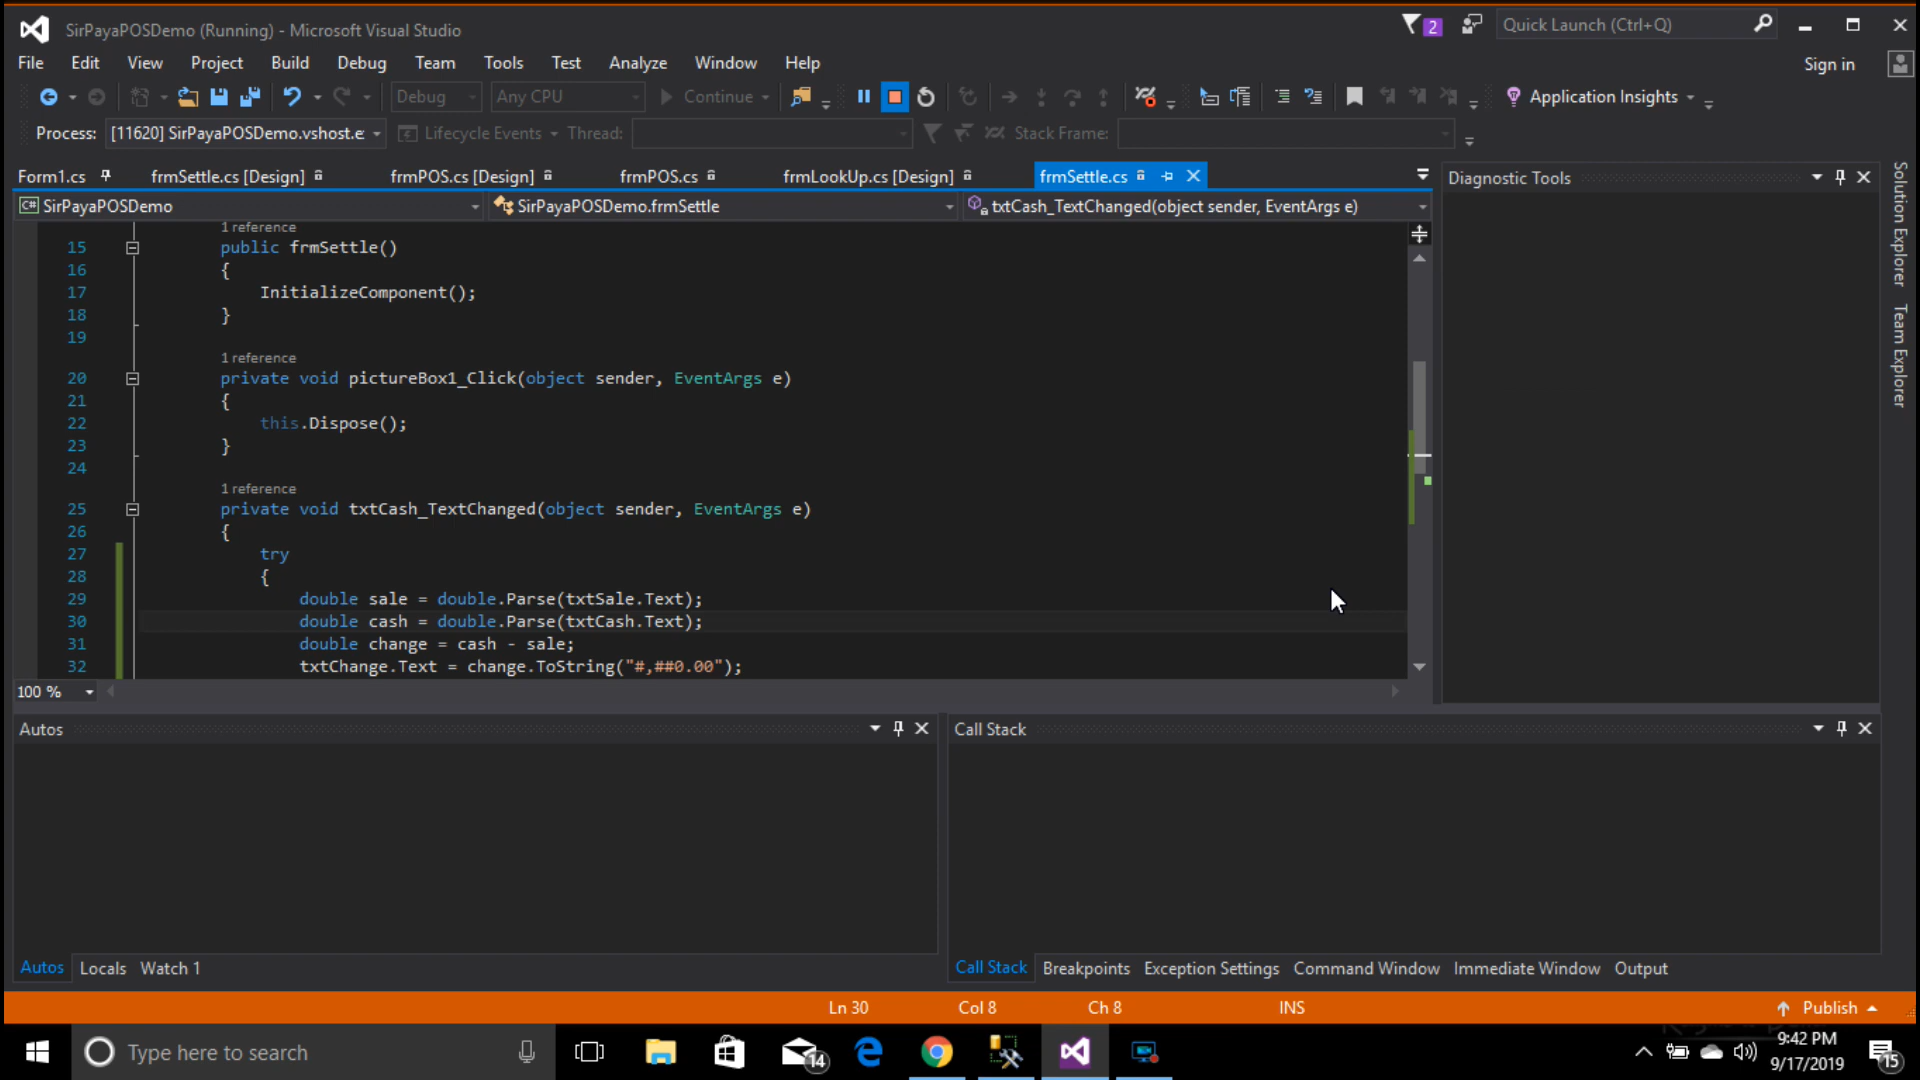 SirPayaPOSDemo (Running) - Microsoft Visual Studio
2
Quick Launch (Ctrl+Q)
File Edit View Project Build Debug Team Tools Test Analyze Window Help
Sign in
Debug Any CPU Continue Application Insights
Process: [11620] SirPayaPOSDemo.vshost.e Lifecycle Events Thread: Stack Frame:
Form1.cs frmSettle.cs [Design] frmPOS.cs [Design] frmPOS.cs frmLookUp.cs [Design] frmSettle.cs
Diagnostic Tools
Solution Explorer
Team Explorer
C# SirPayaPOSDemo SirPayaPOSDemo.frmSettle txtCash_TextChanged(object sender, EventArgs e)
1 reference
15 public frmSettle()
16 {
17 InitializeComponent();
18 }
19
1 reference
20 private void pictureBox1_Click(object sender, EventArgs e)
21 {
22 this.Dispose();
23 }
24
1 reference
25 private void txtCash_TextChanged(object sender, EventArgs e)
26 {
27 try
28 {
29 double sale = double.Parse(txtSale.Text);
30 double cash = double.Parse(txtCash.Text);
31 double change = cash - sale;
32 txtChange.Text = change.ToString("#,##0.00");
100 %
Autos
Call Stack
Autos Locals Watch 1
Call Stack Breakpoints Exception Settings Command Window Immediate Window Output
Ln 30 Col 8 Ch 8 INS Publish
Type here to search
14
9:42 PM
9/17/2019
15